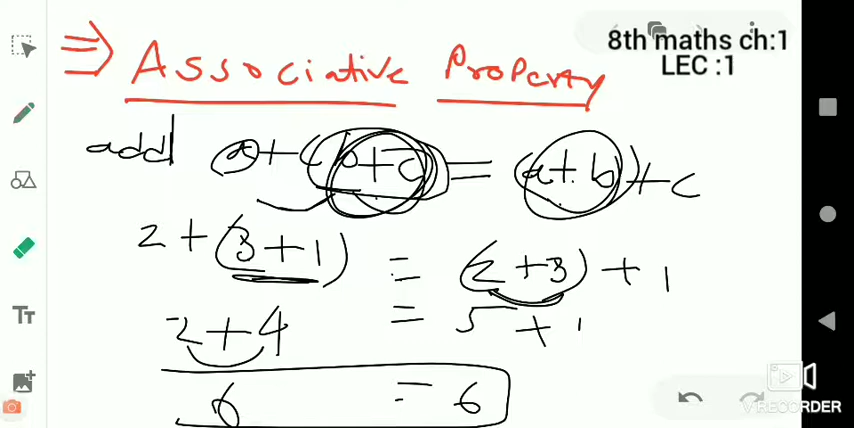 8th maths ch:1
LEC :1
⇒ Associative Property
add a+(b+c) = (a+b)+c
2+(3+1) = (2+3)+1
2+4 = 5+1
6 = 6
Tт
V RECORDER